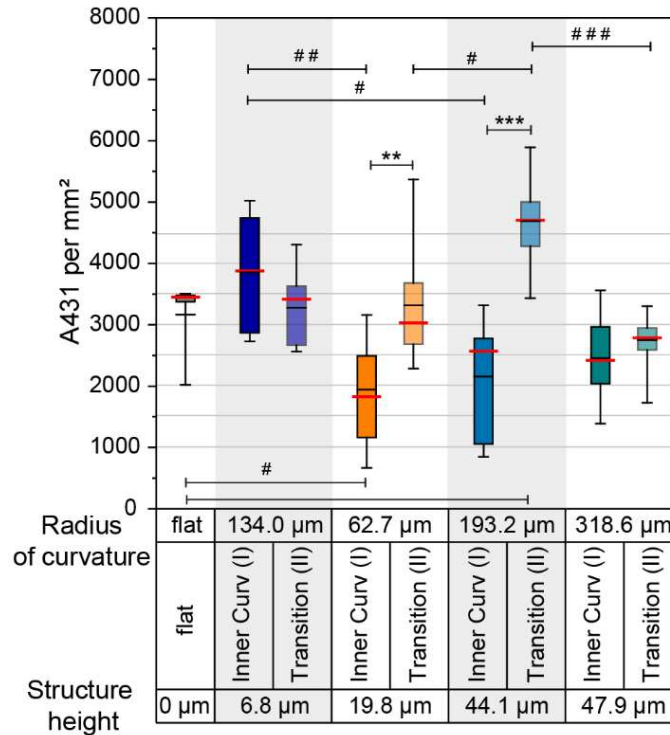 8000
7000
6000
5000
4000
3000
2000
1000
0
A431 per mm²
##
#
#
###
**
***
#
Radius of curvature
flat
134.0 µm
62.7 µm
193.2 µm
318.6 µm
flat
Inner Curv (I)
Transition (II)
Inner Curv (I)
Transition (II)
Inner Curv (I)
Transition (II)
Inner Curv (I)
Transition (II)
Structure height
0 µm
6.8 µm
19.8 µm
44.1 µm
47.9 µm